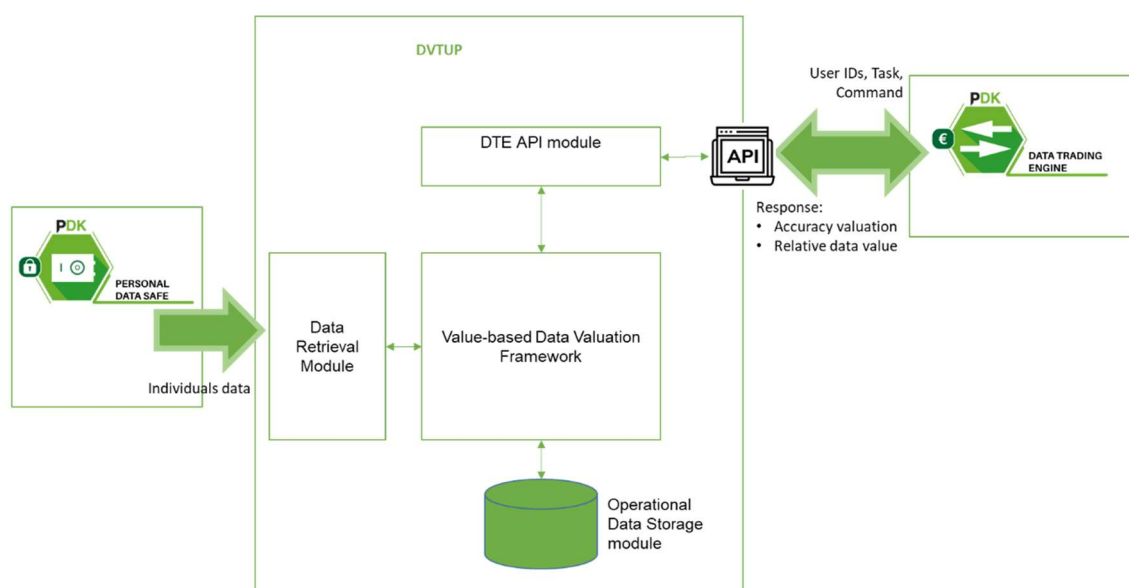 DVTUP
User IDs, Task,
Command
PDK
€
DATA TRADING
ENGINE
DTE API module
API
Response:
• Accuracy valuation
• Relative data value
PDK
I
PERSONAL
DATA SAFE
Individuals data
Data
Retrieval
Module
Value-based Data Valuation
Framework
Operational
Data Storage
module